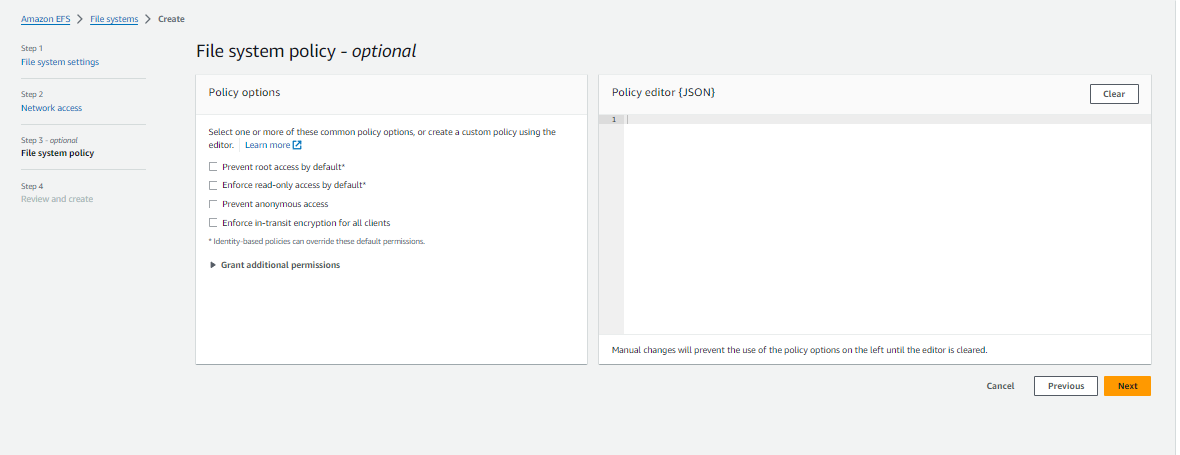 Amazon EFS > File systems > Create
Step 1
File system settings
Step 2
Network access
Step 3 - optional
File system policy
Step 4
Review and create
File system policy - optional
Policy options
Select one or more of these common policy options, or create a custom policy using the
editor. Learn more
Prevent root access by default*
Enforce read-only access by default*
Prevent anonymous access
Enforce in-transit encryption for all clients
* Identity-based policies can override these default permissions.
Grant additional permissions
Policy editor {JSON}
Clear
1
Manual changes will prevent the use of the policy options on the left until the editor is cleared.
Cancel
Previous
Next